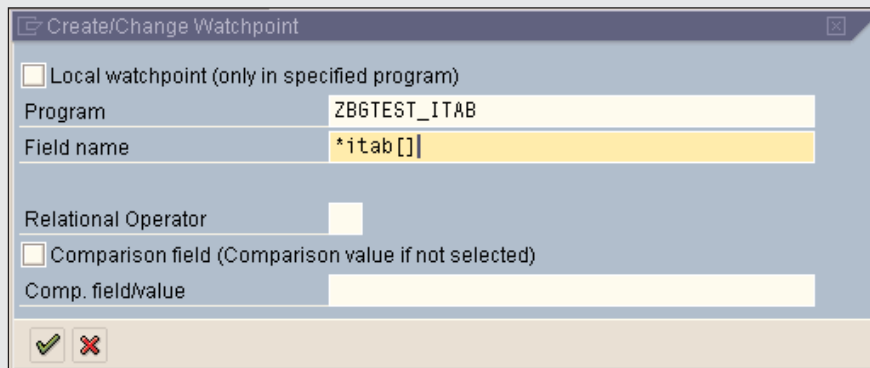 Create/Change Watchpoint
Local watchpoint (only in specified program)
Program ZBGTEST_ITAB
Field name *itab[]
Relational Operator
Comparison field (Comparison value if not selected)
Comp. field/value